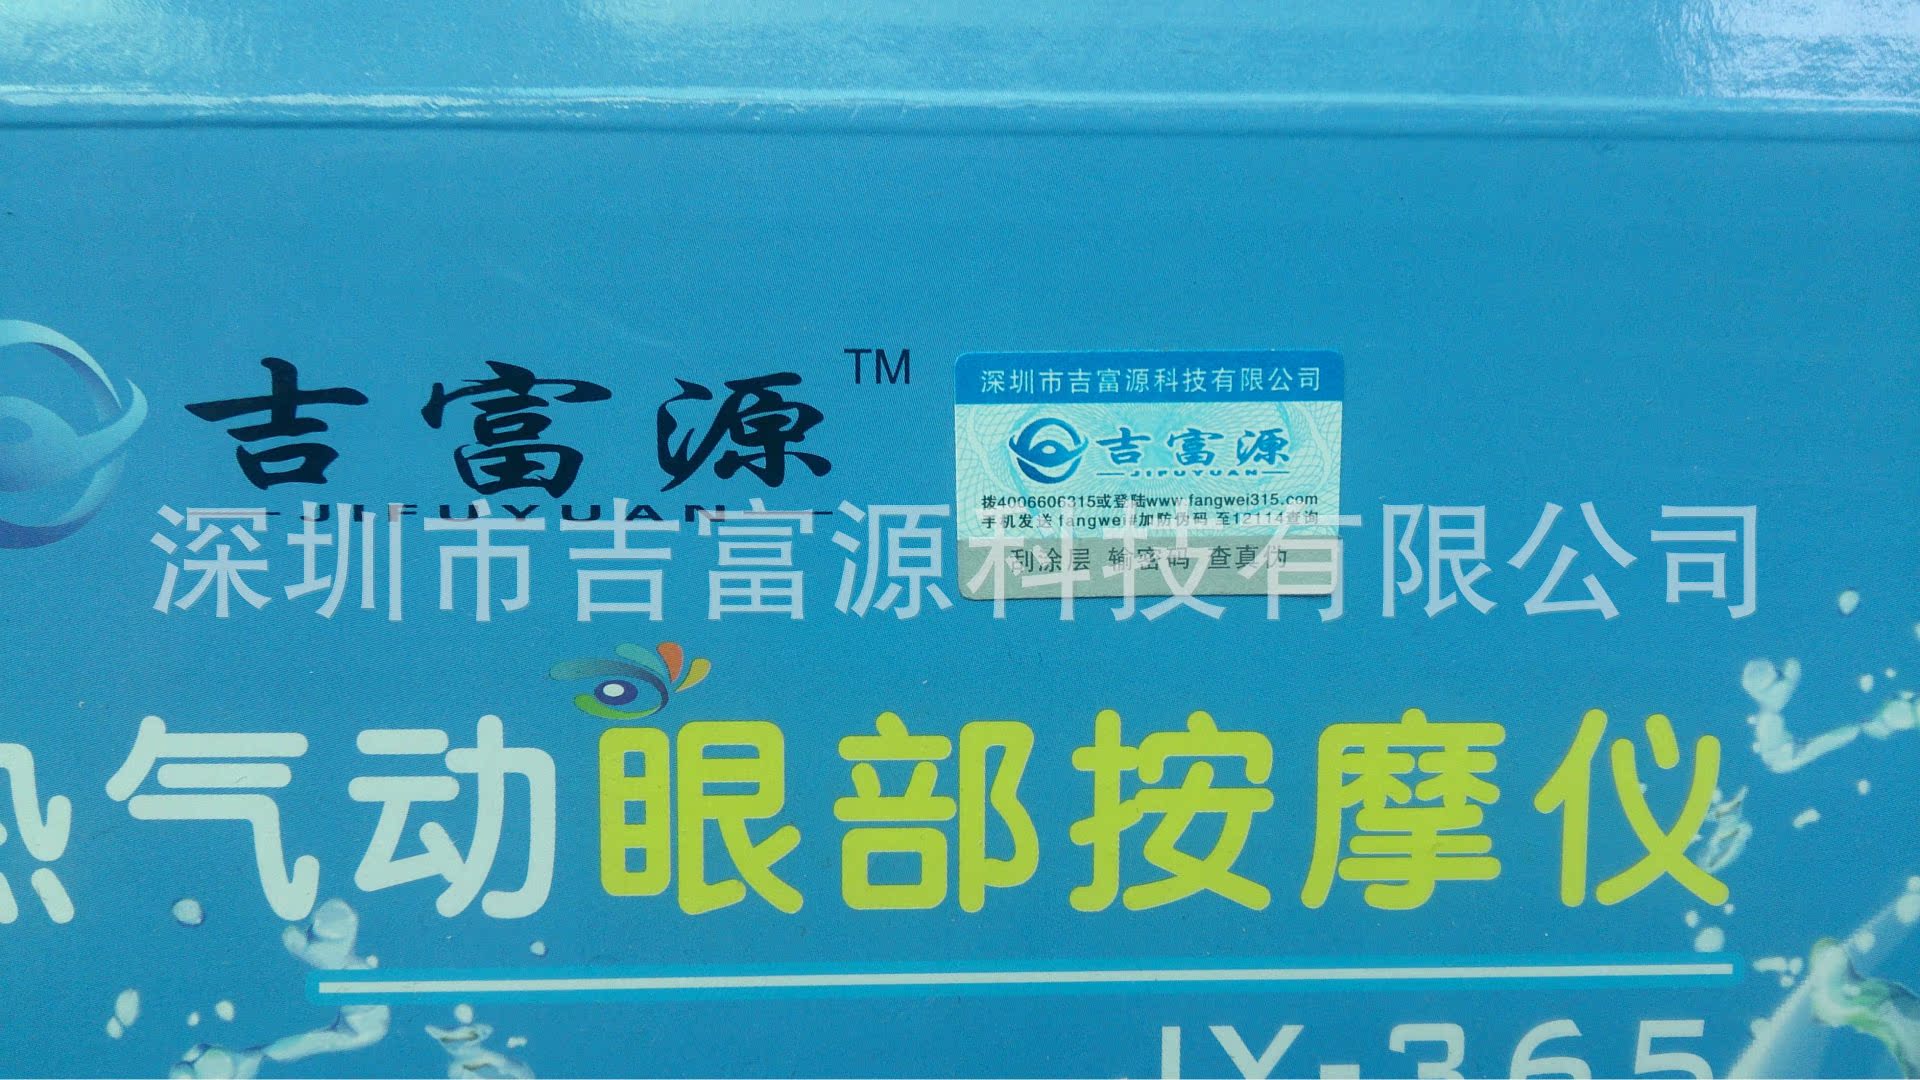 吉富源 TM
JIFUYUAN
深圳市吉富源科技有限公司
吉富源
JIFUYUAN
拨4006606315或登陆www.fangwei315.com
手机发送fangwei#加防伪码 至12114查询
刮涂层 输密码 查真伪
深圳市吉富源科技有限公司
热气动眼部按摩仪
JY-365